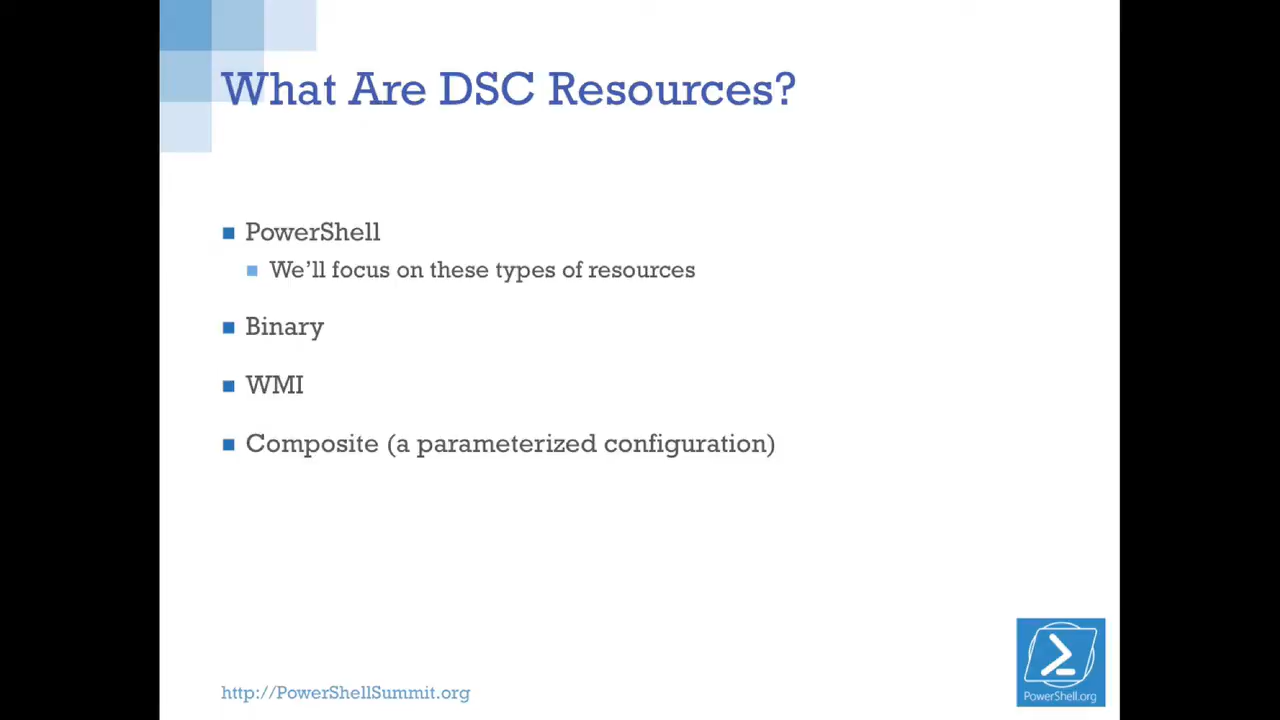 What Are DSC Resources?
PowerShell
We'll focus on these types of resources
Binary
WMI
Composite (a parameterized configuration)
http://PowerShellSummit.org
PowerShell.org